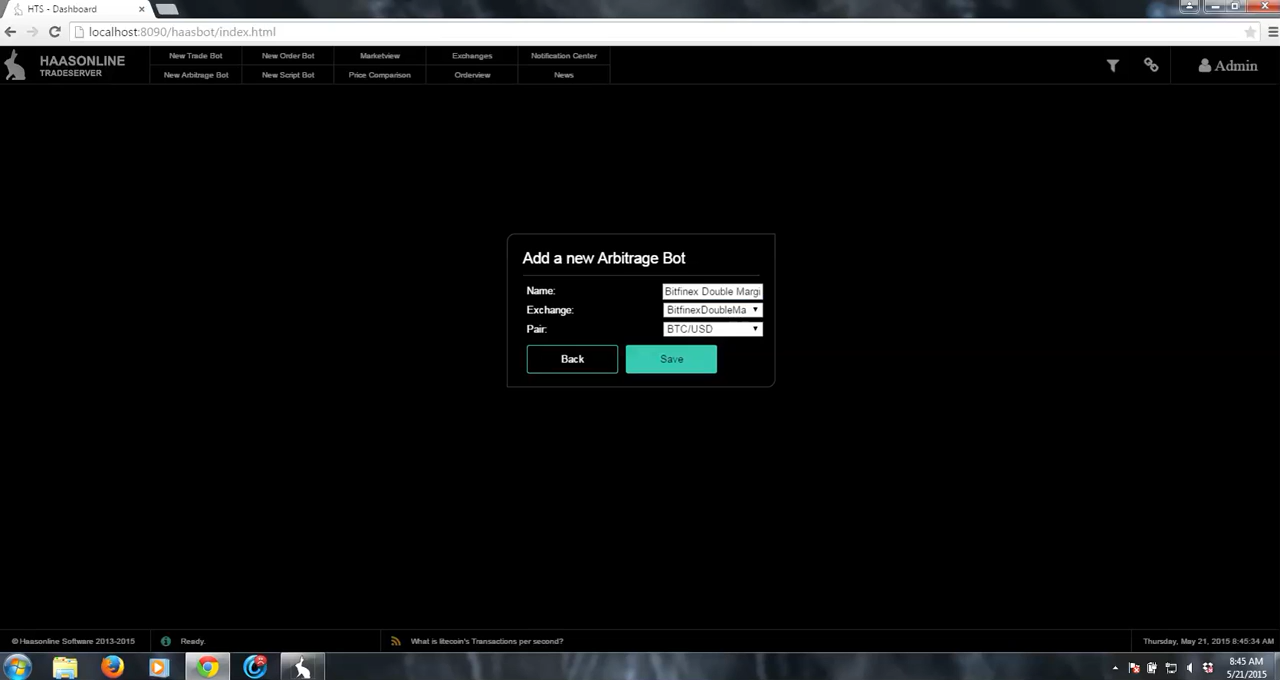 HTS - Dashboard
localhost:8090/haasbot/index.html
HAASONLINE
TRADESERVER
New Trade Bot
New Order Bot
Marketview
Exchanges
Notification Center
New Arbitrage Bot
New Script Bot
Price Comparison
Orderview
News
Admin
Add a new Arbitrage Bot
Name: Bitfinex Double Margi
Exchange: BitfinexDoubleMa
Pair: BTC/USD
Back
Save
© Haasonline Software 2013-2015
Ready.
What is litecoin's Transactions per second?
Thursday, May 21, 2015 8:45:34 AM
8:45 AM
5/21/2015